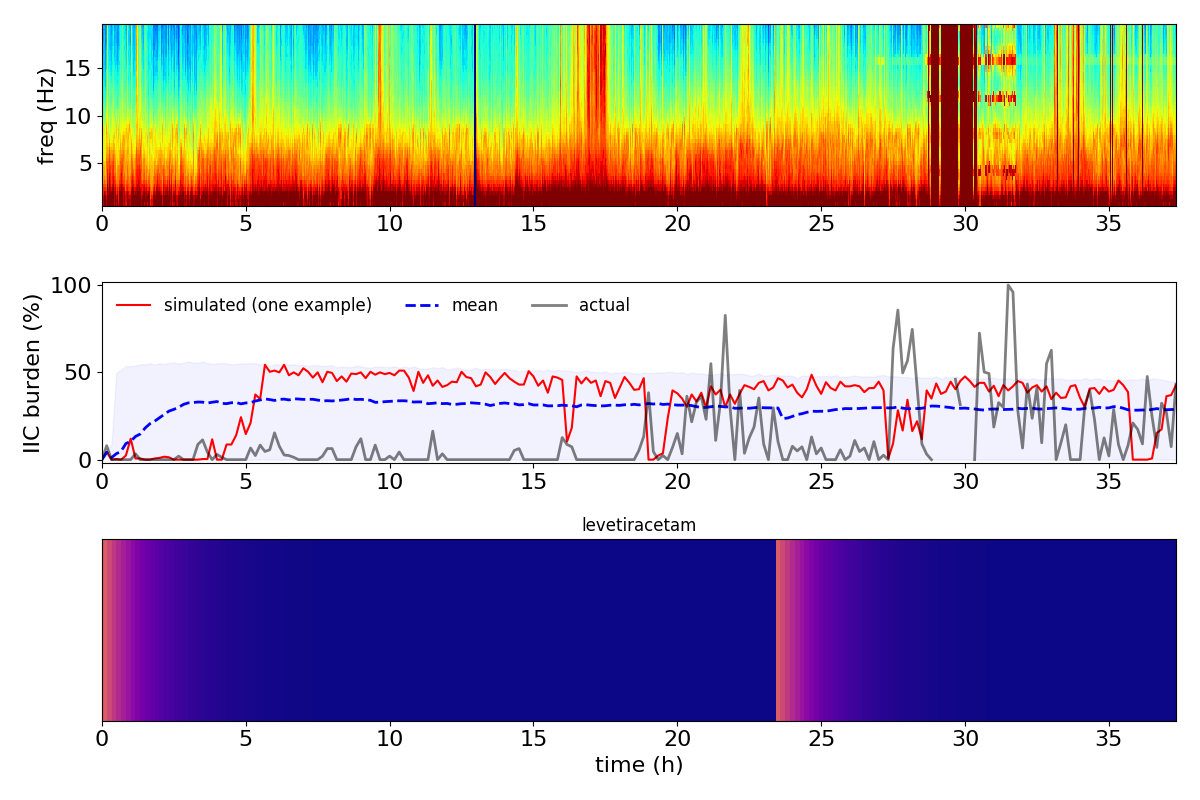 15
10
5
freq (Hz)
0 5 10 15 20 25 30 35
100
50
0
IIC burden (%)
simulated (one example) mean actual
0 5 10 15 20 25 30 35
levetiracetam
0 5 10 15 20 25 30 35
time (h)